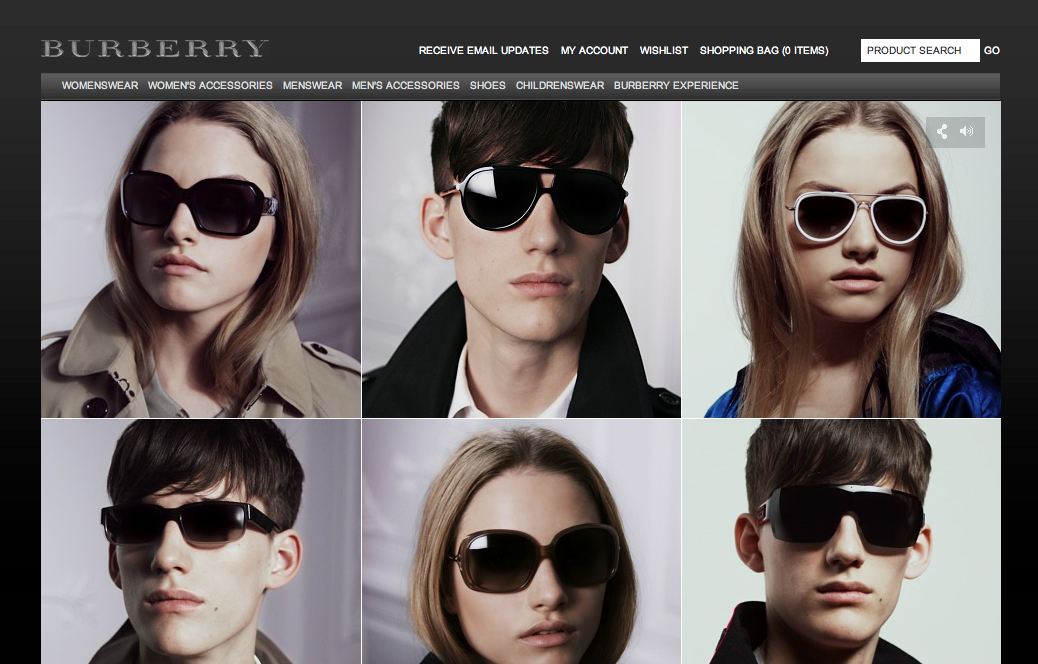 BURBERRY
RECEIVE EMAIL UPDATES MY ACCOUNT WISHLIST SHOPPING BAG (0 ITEMS) PRODUCT SEARCH GO
WOMENSWEAR WOMEN'S ACCESSORIES MENSWEAR MEN'S ACCESSORIES SHOES CHILDRENSWEAR BURBERRY EXPERIENCE